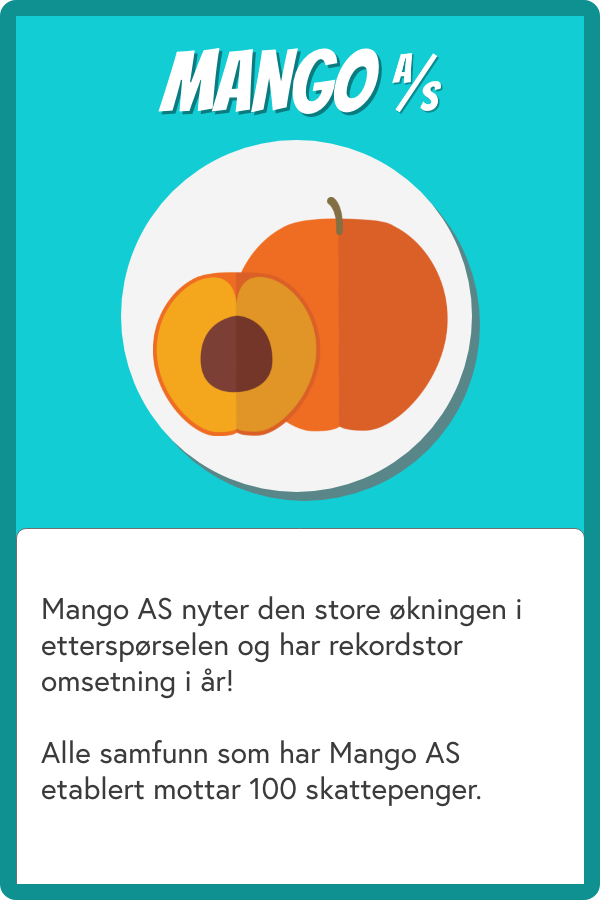 MANGO A/S
Mango AS nyter den store økningen i
etterspørselen og har rekordstor
omsetning i år!
Alle samfunn som har Mango AS
etablert mottar 100 skattepenger.